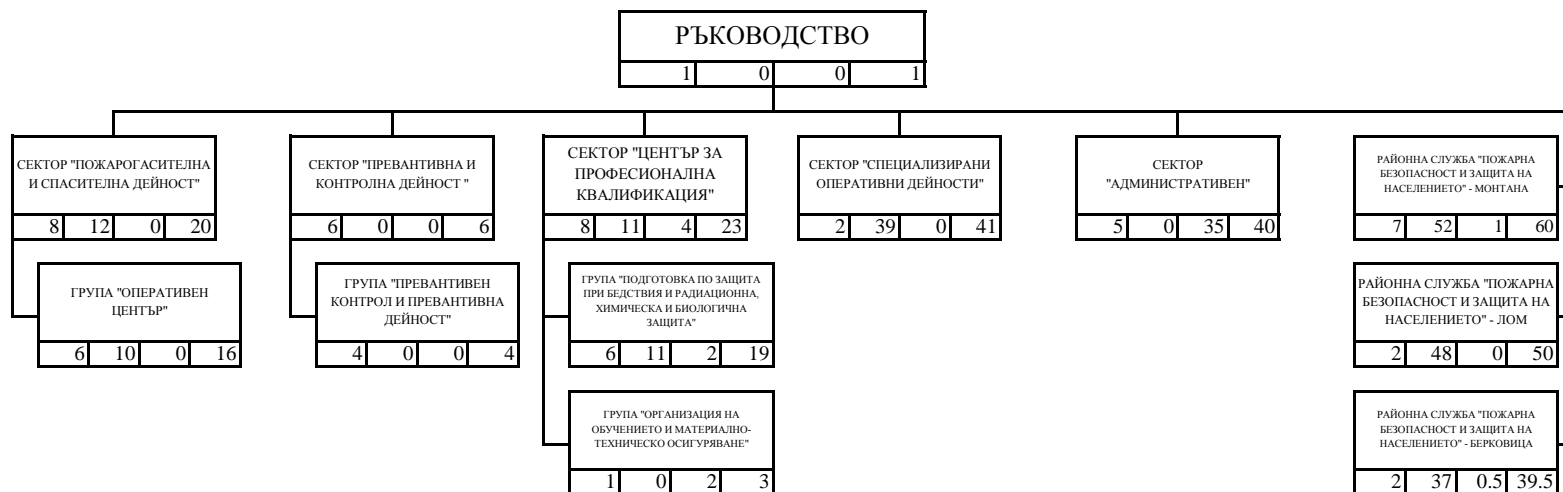 РЪКОВОДСТВО
1 0 0 1
СЕКТОР "ПОЖАРОГАСИТЕЛНА
И СПАСИТЕЛНА ДЕЙНОСТ"
8 12 0 20
СЕКТОР "ПРЕВАНТИВНА И
КОНТРОЛНА ДЕЙНОСТ "
6 0 0 6
СЕКТОР "ЦЕНТЪР ЗА
ПРОФЕСИОНАЛНА
КВАЛИФИКАЦИЯ"
8 11 4 23
СЕКТОР "СПЕЦИАЛИЗИРАНИ
ОПЕРАТИВНИ ДЕЙНОСТИ"
2 39 0 41
СЕКТОР
"АДМИНИСТРАТИВЕН"
5 0 35 40
РАЙОННА СЛУЖБА "ПОЖАРНА
БЕЗОПАСНОСТ И ЗАЩИТА НА
НАСЕЛЕНИЕТО" - МОНТАНА
7 52 1 60
ГРУПА "ОПЕРАТИВЕН
ЦЕНТЪР"
6 10 0 16
ГРУПА "ПРЕВАНТИВЕН
КОНТРОЛ И ПРЕВАНТИВНА
ДЕЙНОСТ"
4 0 0 4
ГРУПА "ПОДГОТОВКА ПО ЗАЩИТА
ПРИ БЕДСТВИЯ И РАДИАЦИОННА,
ХИМИЧЕСКА И БИОЛОГИЧНА
ЗАЩИТА"
6 11 2 19
РАЙОННА СЛУЖБА "ПОЖАРНА
БЕЗОПАСНОСТ И ЗАЩИТА НА
НАСЕЛЕНИЕТО" - ЛОМ
2 48 0 50
ГРУПА "ОРГАНИЗАЦИЯ НА
ОБУЧЕНИЕТО И МАТЕРИАЛНО-
ТЕХНИЧЕСКО ОСИГУРЯВАНЕ"
1 0 2 3
РАЙОННА СЛУЖБА "ПОЖАРНА
БЕЗОПАСНОСТ И ЗАЩИТА НА
НАСЕЛЕНИЕТО" - БЕРКОВИЦА
2 37 0.5 39.5